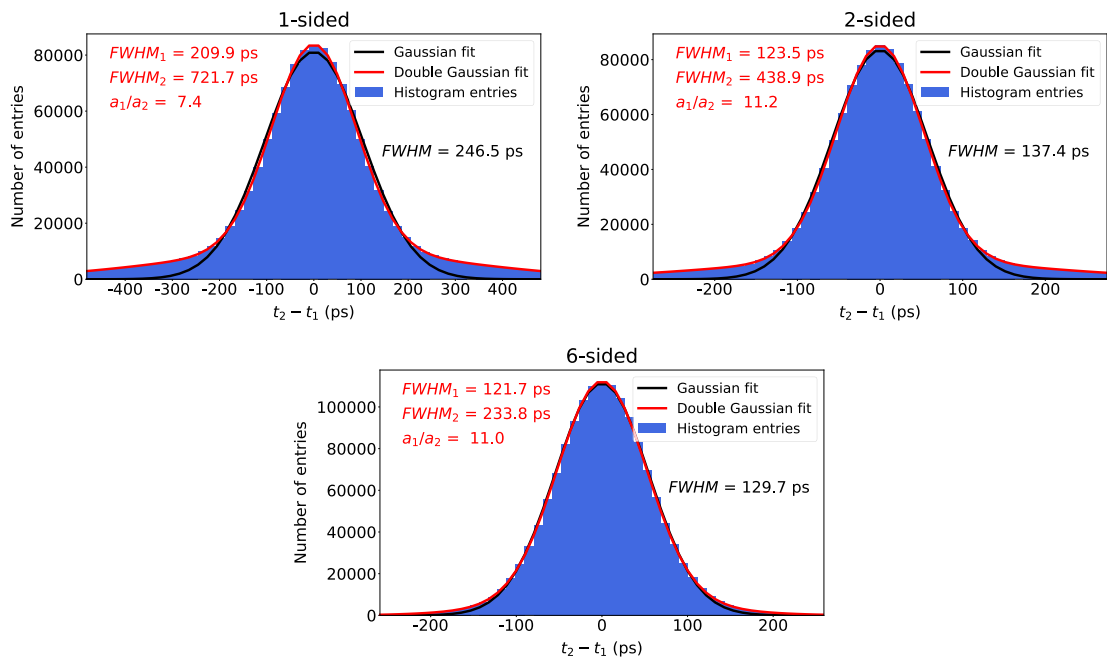 1-sided
FWHM₁ = 209.9 ps
FWHM₂ = 721.7 ps
a₁/a₂ = 7.4
Gaussian fit
Double Gaussian fit
Histogram entries
FWHM = 246.5 ps
Number of entries
80000
60000
40000
20000
0
-400 -300 -200 -100 0 100 200 300 400
t₂ − t₁ (ps)
2-sided
FWHM₁ = 123.5 ps
FWHM₂ = 438.9 ps
a₁/a₂ = 11.2
Gaussian fit
Double Gaussian fit
Histogram entries
FWHM = 137.4 ps
Number of entries
80000
60000
40000
20000
0
-200 -100 0 100 200
t₂ − t₁ (ps)
6-sided
FWHM₁ = 121.7 ps
FWHM₂ = 233.8 ps
a₁/a₂ = 11.0
Gaussian fit
Double Gaussian fit
Histogram entries
FWHM = 129.7 ps
Number of entries
100000
80000
60000
40000
20000
0
-200 -100 0 100 200
t₂ − t₁ (ps)